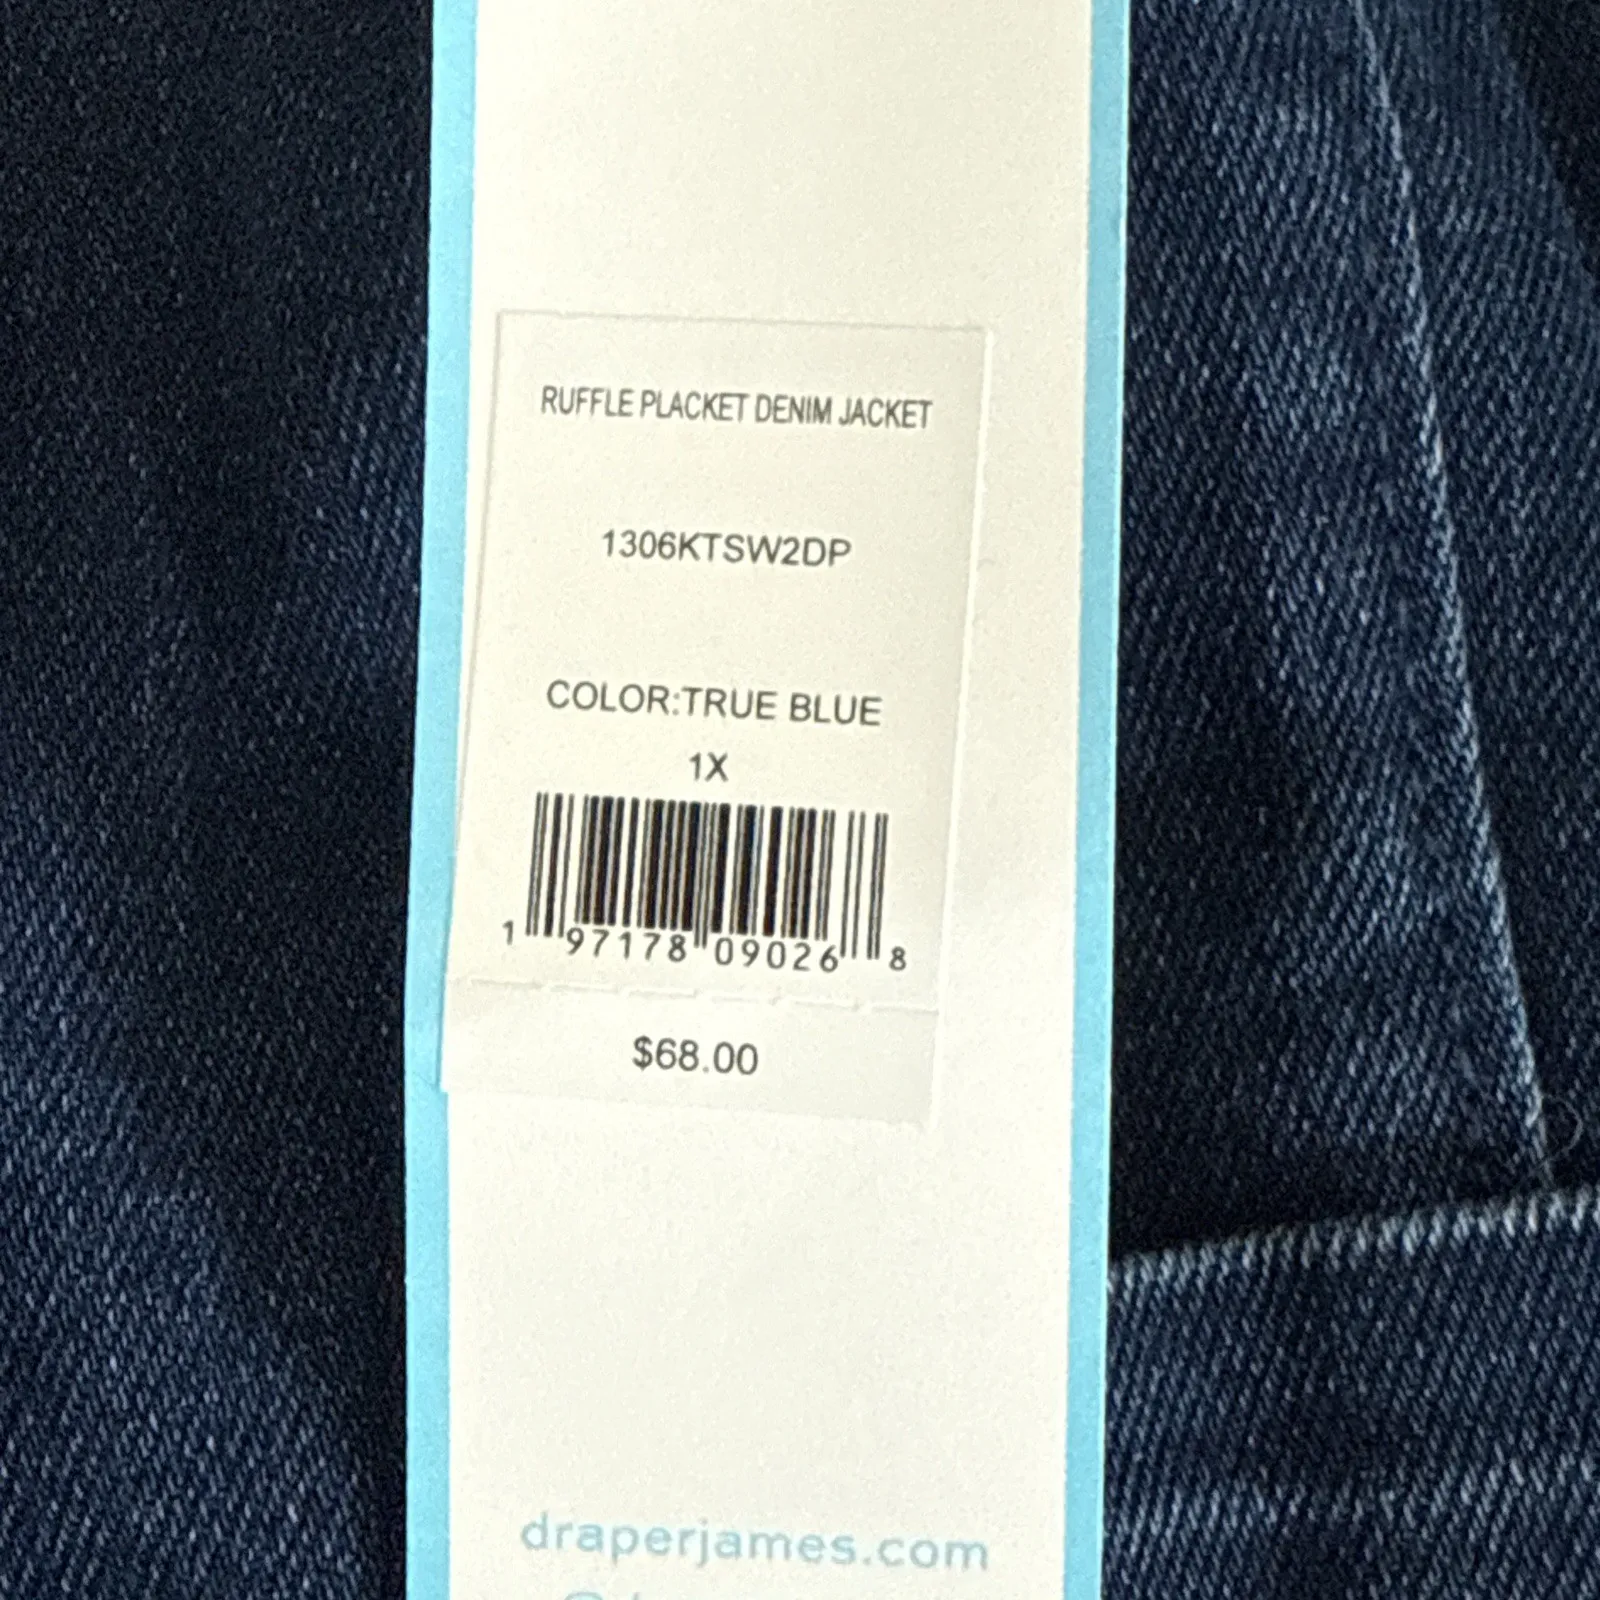 RUFFLE PLACKET DENIM JACKET
1306KTSW2DP
COLOR:TRUE BLUE
1X
1 97178 09026 8
$68.00
draperjames.com